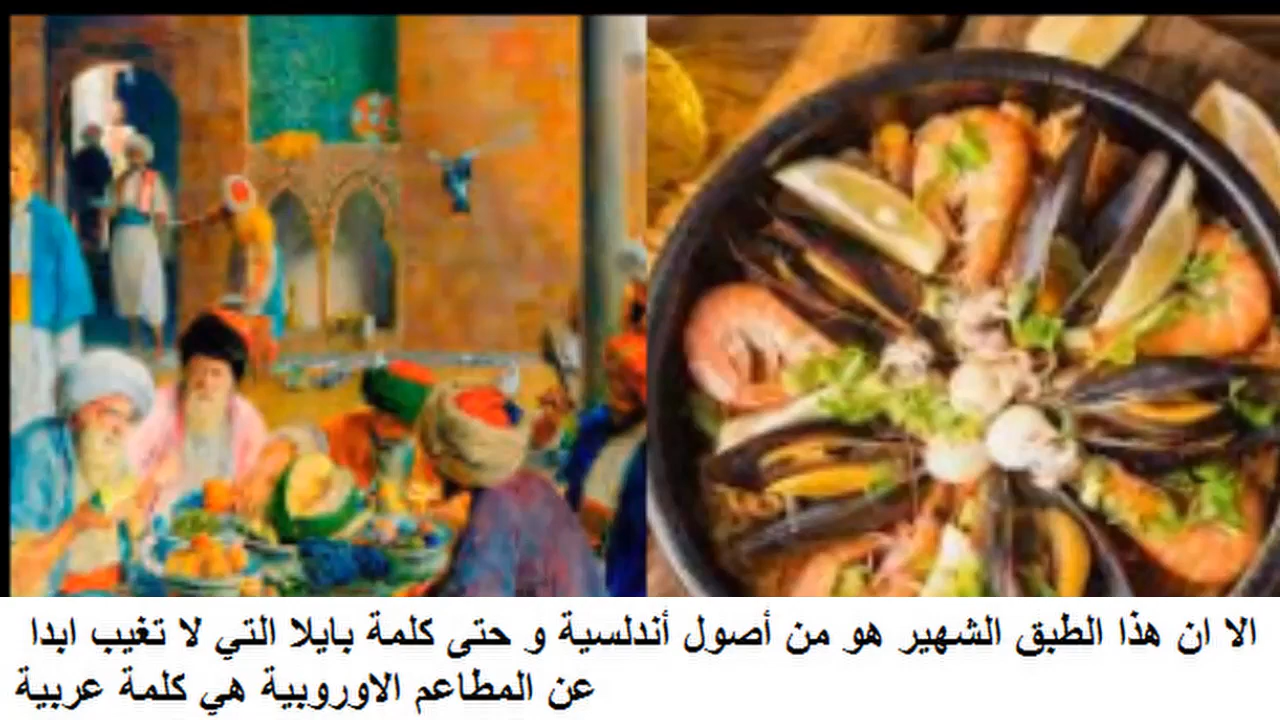 الا ان هذا الطبق الشهير هو من أصول أندلسية و حتى كلمة بايلا التي لا تغيب ابدا
عن المطاعم الاوروبية هي كلمة عربية